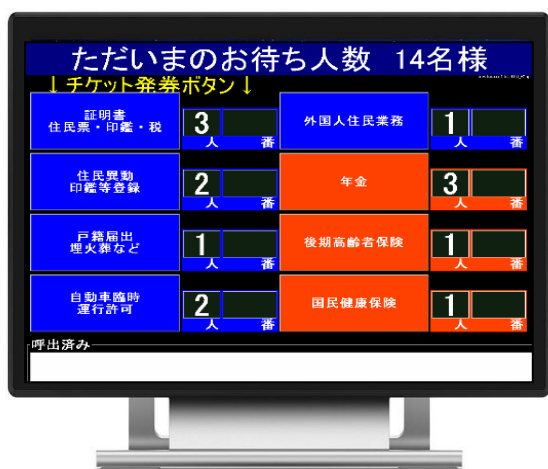 ただいまのお待ち人数 14名様
↓チケット発券ボタン↓
証明書
住民票・印鑑・税
3
人 番
外国人住民業務
1
人 番
住民異動
印鑑等登録
2
人 番
年金
3
人 番
戸籍届出
埋火葬など
1
人 番
後期高齢者保険
1
人 番
自動車臨時
運行許可
2
人 番
国民健康保険
1
人 番
呼出済み